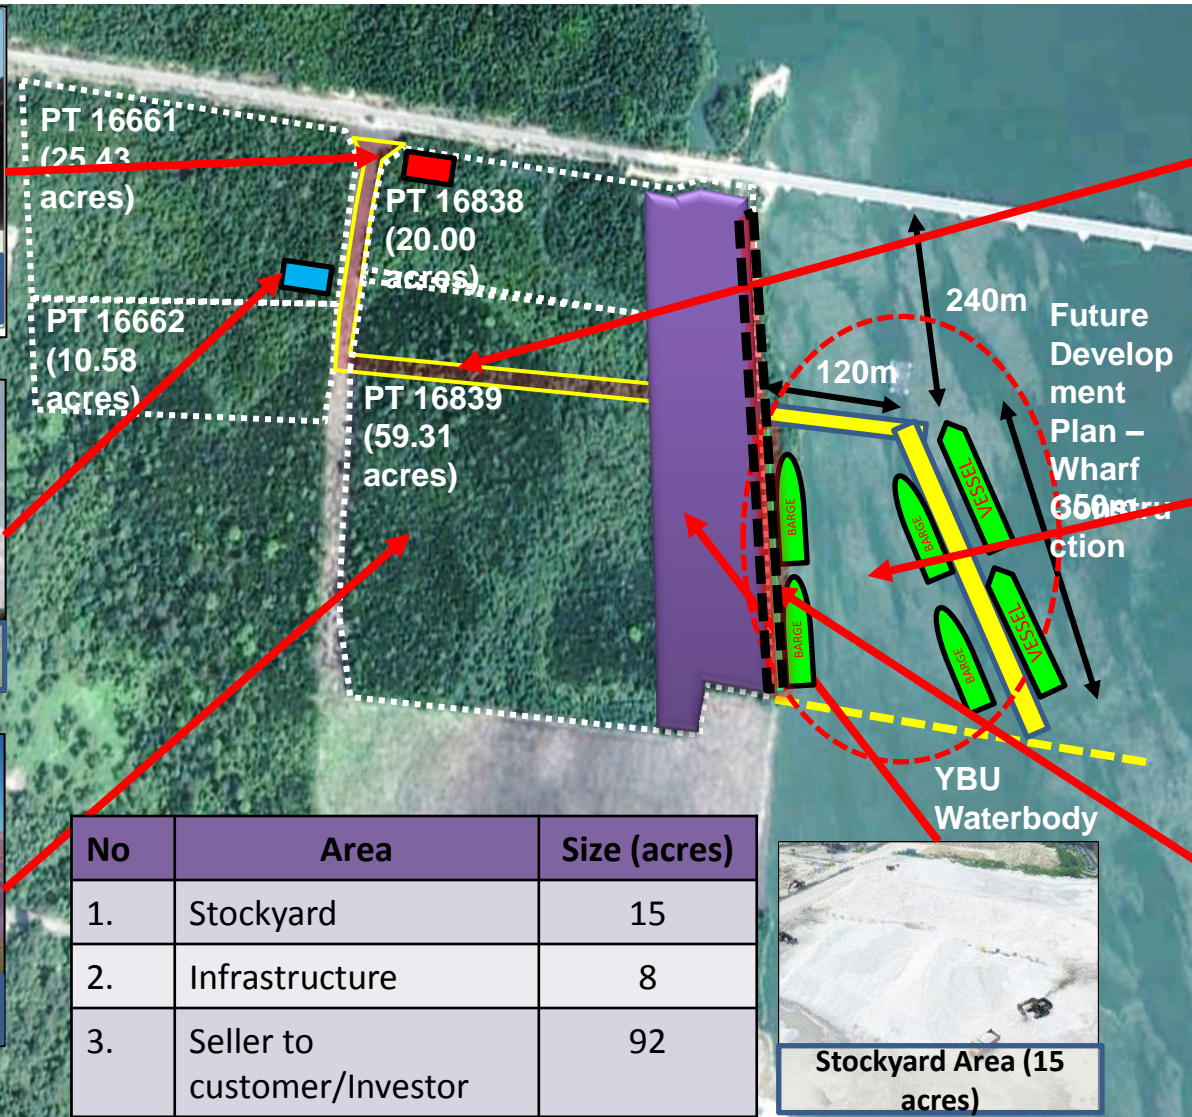 PT 16661
(25.43
acres)
PT 16838
(20.00
acres)
PT 16662
(10.58
acres)
PT 16839
(59.31
acres)
240m
120m
350m
Future
Develop
ment
Plan –
Wharf
Constru
ction
BARGE
BARGE
BARGE
BARGE
VESSEL
VESSEL
YBU
Waterbody
No Area Size (acres)
1. Stockyard 15
2. Infrastructure 8
3. Seller to
customer/Investor 92
Stockyard Area (15
acres)